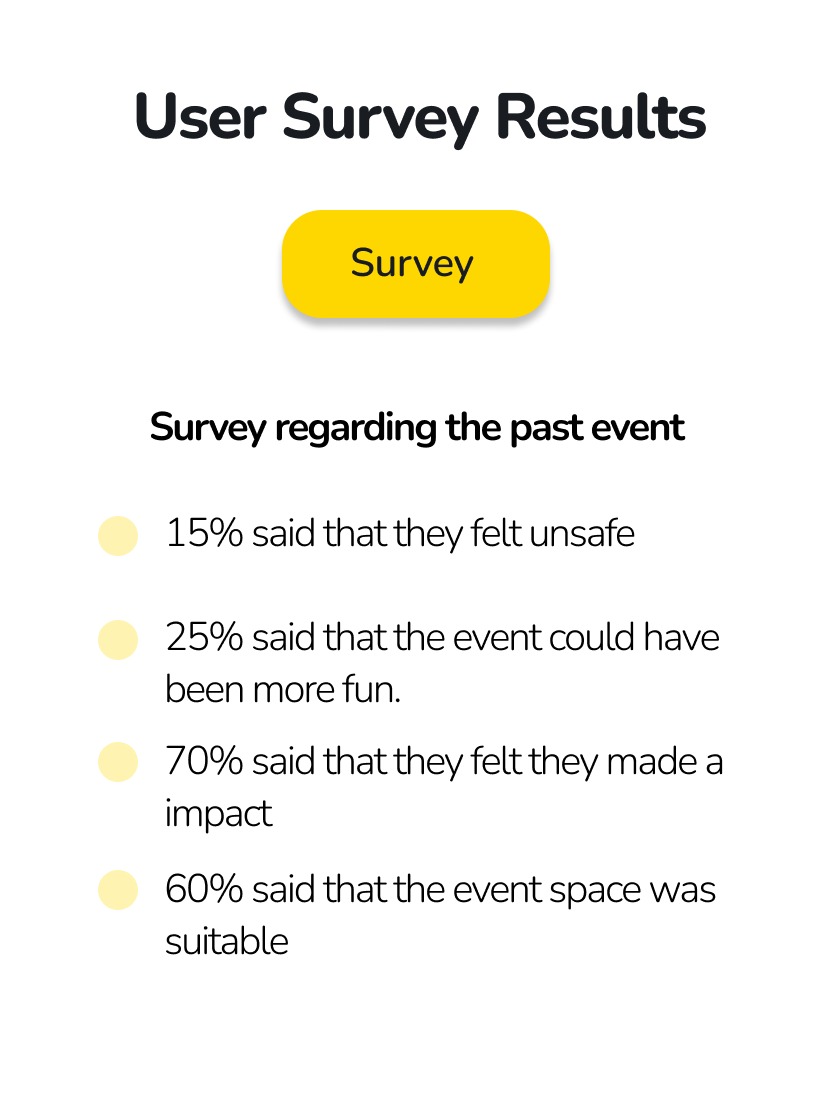 User Survey Results
Survey
Survey regarding the past event
15% said that they felt unsafe
25% said that the event could have
been more fun.
70% said that they felt they made a
impact
60% said that the event space was
suitable